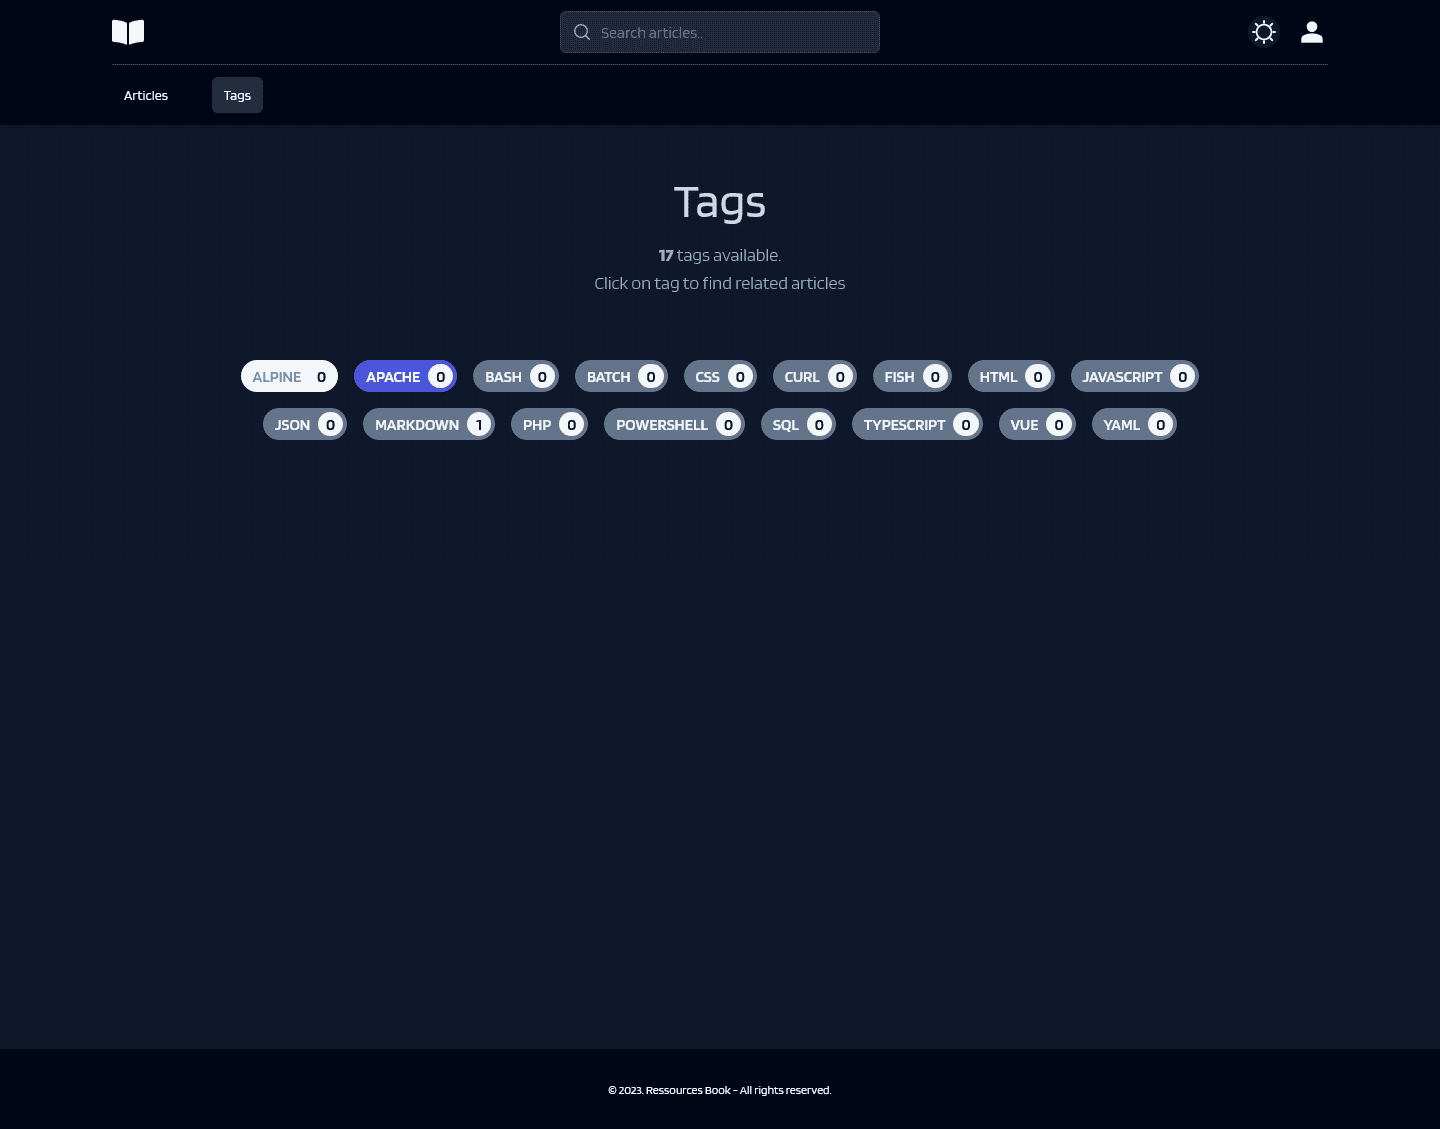 Search articles..
Articles Tags
Tags
17 tags available.
Click on tag to find related articles
ALPINE 0 APACHE 0 BASH 0 BATCH 0 CSS 0 CURL 0 FISH 0 HTML 0 JAVASCRIPT 0
JSON 0 MARKDOWN 1 PHP 0 POWERSHELL 0 SQL 0 TYPESCRIPT 0 VUE 0 YAML 0
© 2023. Ressources Book - All rights reserved.